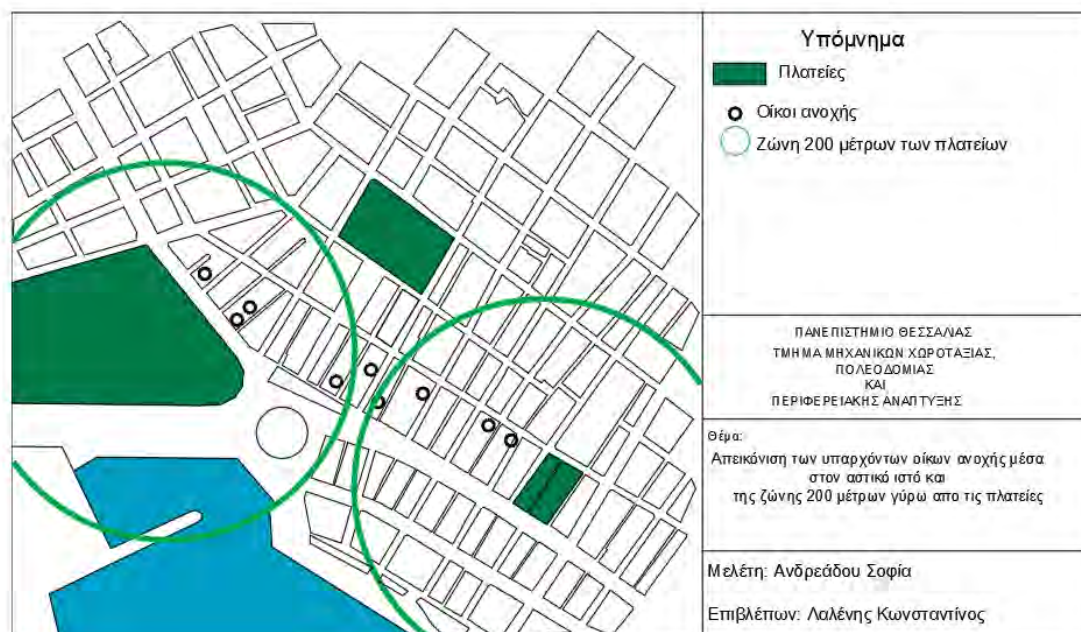 Υπόμνημα
Πλατείες
Οίκοι ανοχής
Ζώνη 200 μέτρων των πλατείων
ΠΑΝΕΠΙΣΤΗΜΙΟ ΘΕΣΣΑΛΙΑΣ
ΤΜΗΜΑ ΜΗΧΑΝΙΚΩΝ ΧΩΡΟΤΑΞΙΑΣ,
ΠΟΛΕΟΔΟΜΙΑΣ
ΚΑΙ
ΠΕΡΙΦΕΡΕΙΑΚΗΣ ΑΝΑΠΤΥΞΗΣ
Θέμα:
Απεικόνιση των υπαρχόντων οίκων ανοχής μέσα
στον αστικό ιστό και
της ζώνης 200 μέτρων γύρω απο τις πλατείες
Μελέτη: Ανδρεάδου Σοφία
Επιβλέπων: Λαλένης Κωνσταντίνος